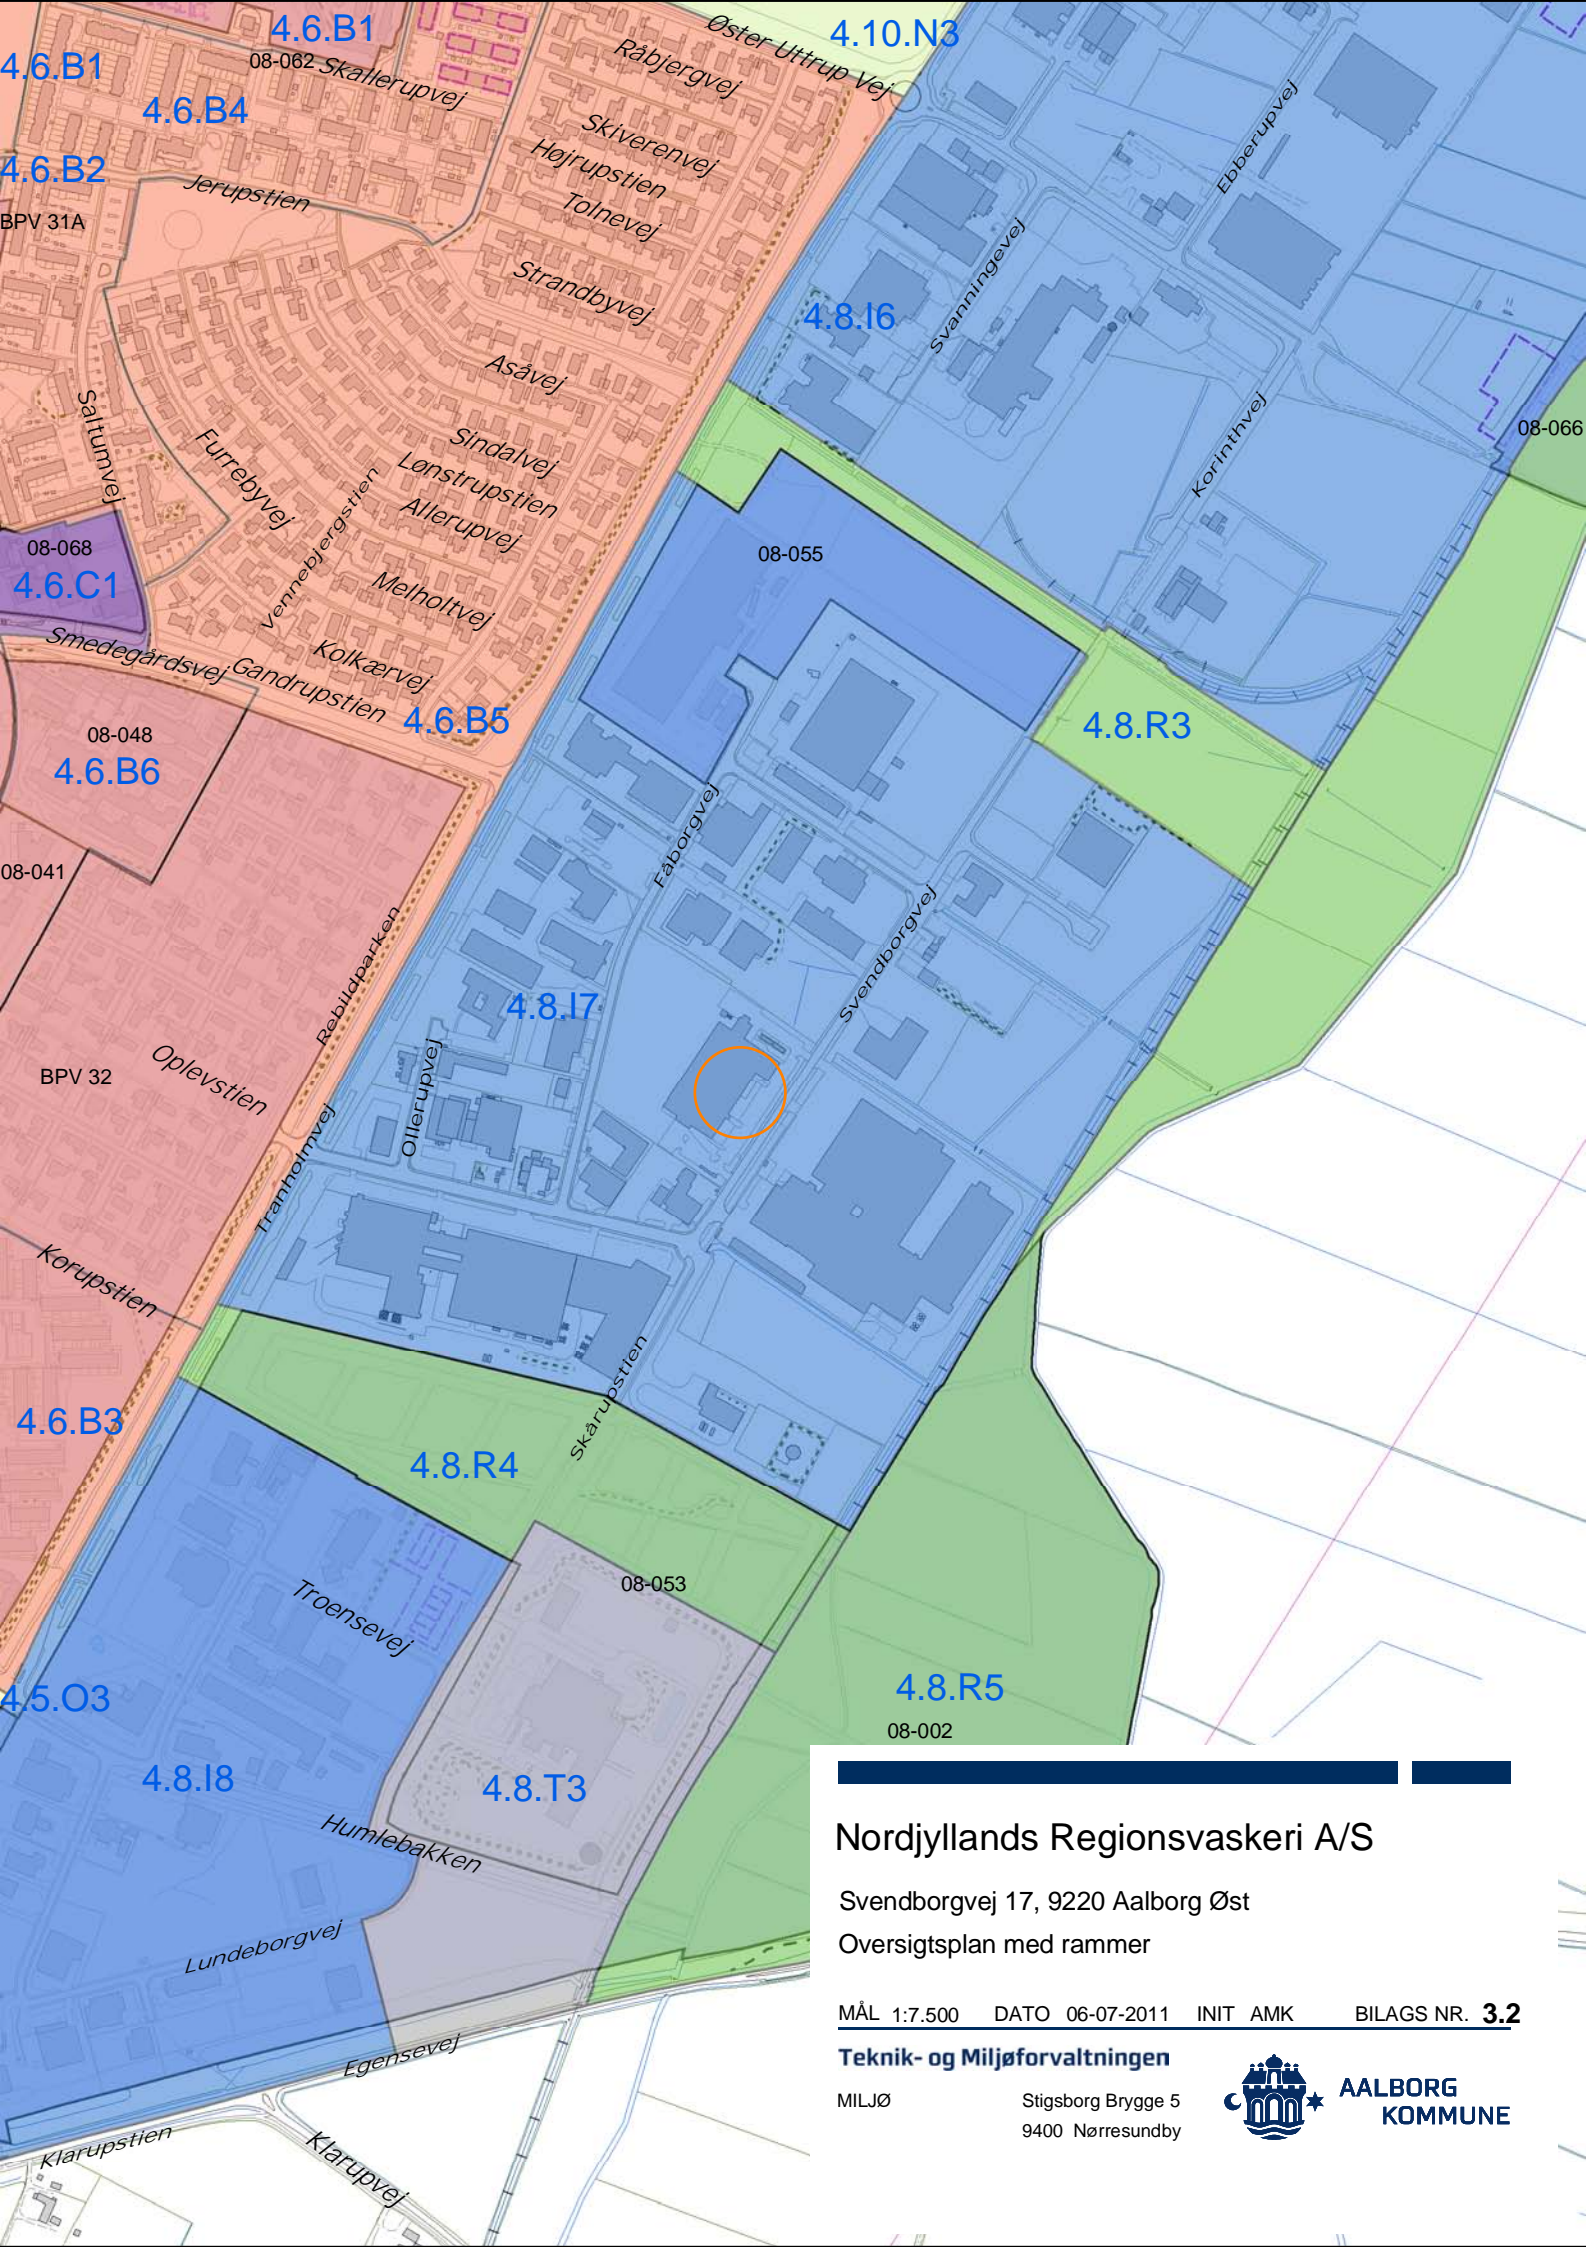 4.6.B1
4.10.N3
Øster Uttrup Vej
08-062
Skallerupvej
Råbjergvej
4.6.B1
4.6.B4
Skiverenvej
Højrupstien
Ebberupvej
4.6.B2
Jerupstien
Tolnevej
BPV 31A
Strandbyvej
Svanningevej
4.8.I6
Asåvej
Saltumvej
Furrebyvej
Sindalvej
Lønstrupstien
Korinthvej
08-066
Allerupvej
Vennebjergstien
08-068
08-055
4.6.C1
Melholtvej
Smedegårdsvej
Gandrupstien
Kolkærvej
4.6.B5
4.8.R3
08-048
4.6.B6
Fåborgvej
08-041
Svendborgvej
Rebildparken
4.8.I7
Oplevstien
BPV 32
Ollerupvej
Tranholmvej
Korupstien
Skårupstien
4.6.B3
4.8.R4
Troensevej
08-053
4.5.O3
4.8.R5
08-002
4.8.I8
4.8.T3
Humlebakken
Lundeborgvej
Egensevej
Klarupstien
Klarupvej
Nordjyllands Regionsvaskeri A/S
Svendborgvej 17, 9220 Aalborg Øst
Oversigtsplan med rammer
MÅL 1:7.500 DATO 06-07-2011 INIT AMK BILAGS NR. 3.2
Teknik- og Miljøforvaltningen
MILJØ
Stigsborg Brygge 5
9400 Nørresundby
AALBORG
KOMMUNE